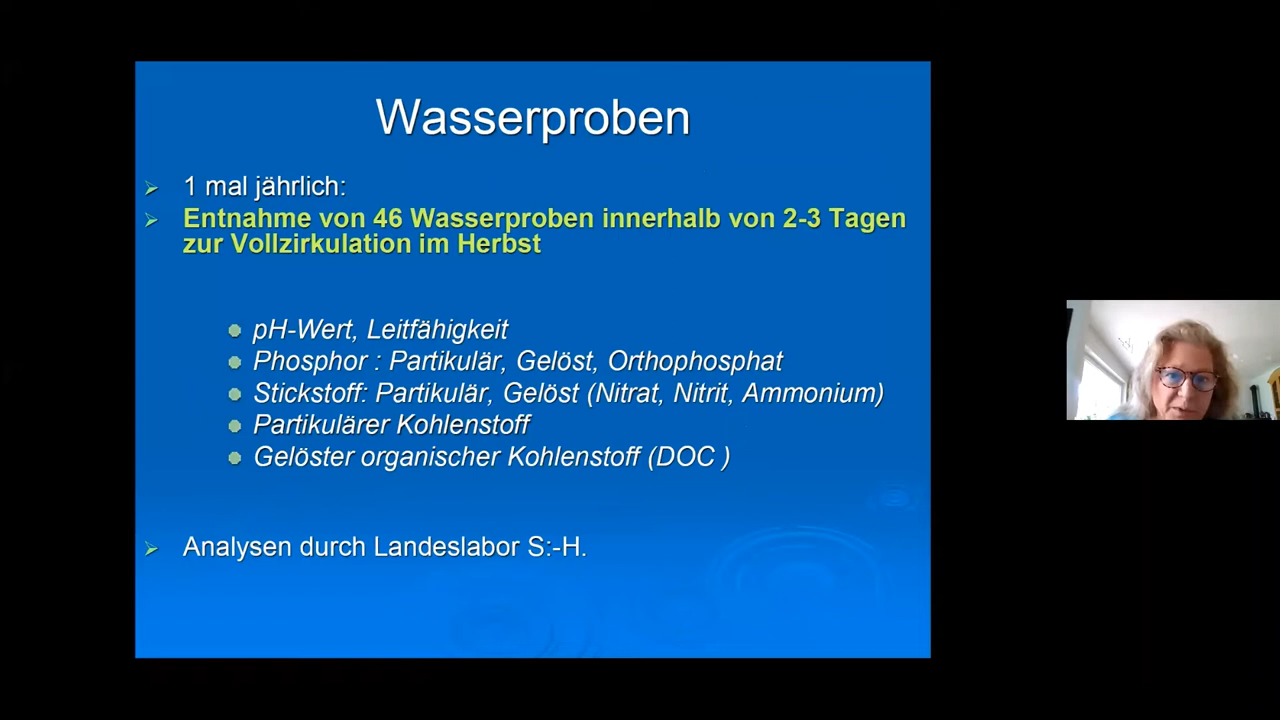 Wasserproben
1 mal jährlich:
Entnahme von 46 Wasserproben innerhalb von 2-3 Tagen
zur Vollzirkulation im Herbst
pH-Wert, Leitfähigkeit
Phosphor : Partikulär, Gelöst, Orthophosphat
Stickstoff: Partikulär, Gelöst (Nitrat, Nitrit, Ammonium)
Partikulärer Kohlenstoff
Gelöster organischer Kohlenstoff (DOC )
Analysen durch Landeslabor S:-H.